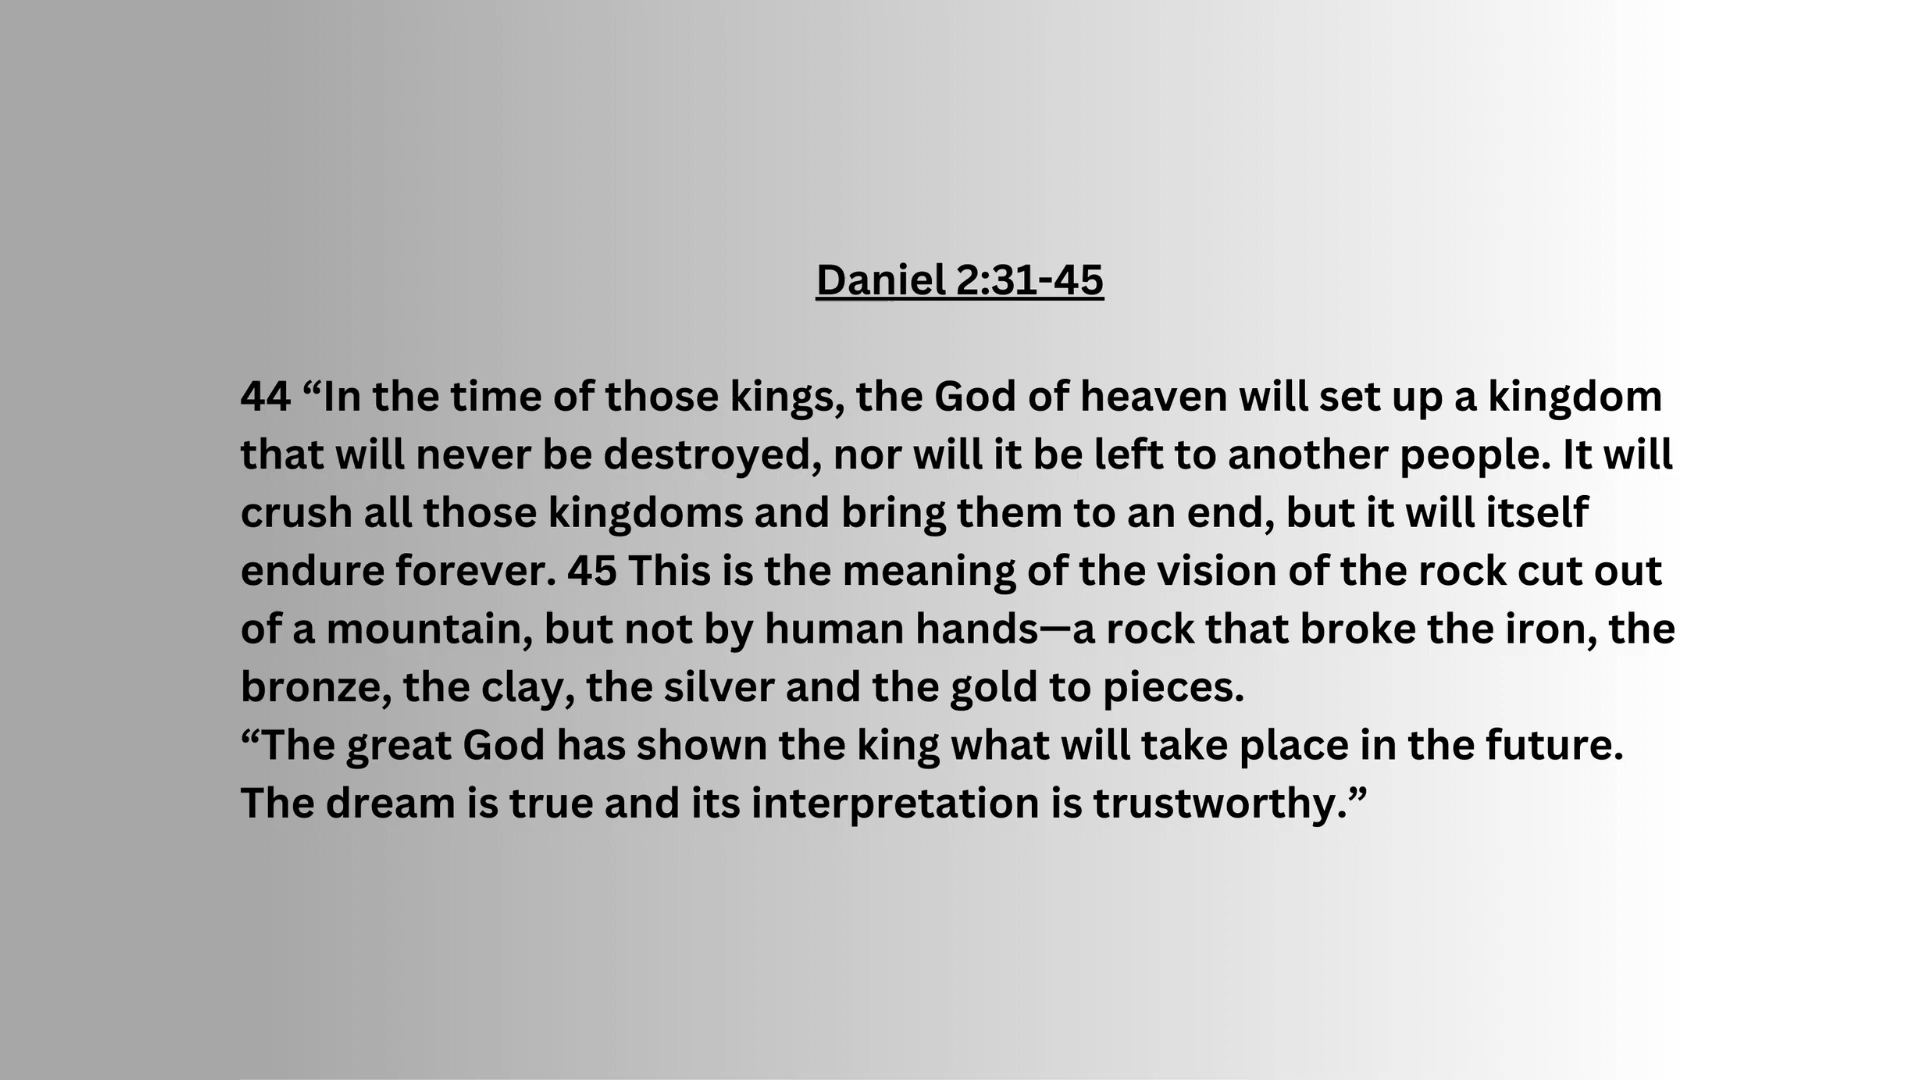 Daniel 2:31-45
44 “In the time of those kings, the God of heaven will set up a kingdom
that will never be destroyed, nor will it be left to another people. It will
crush all those kingdoms and bring them to an end, but it will itself
endure forever. 45 This is the meaning of the vision of the rock cut out
of a mountain, but not by human hands—a rock that broke the iron, the
bronze, the clay, the silver and the gold to pieces.
“The great God has shown the king what will take place in the future.
The dream is true and its interpretation is trustworthy.”